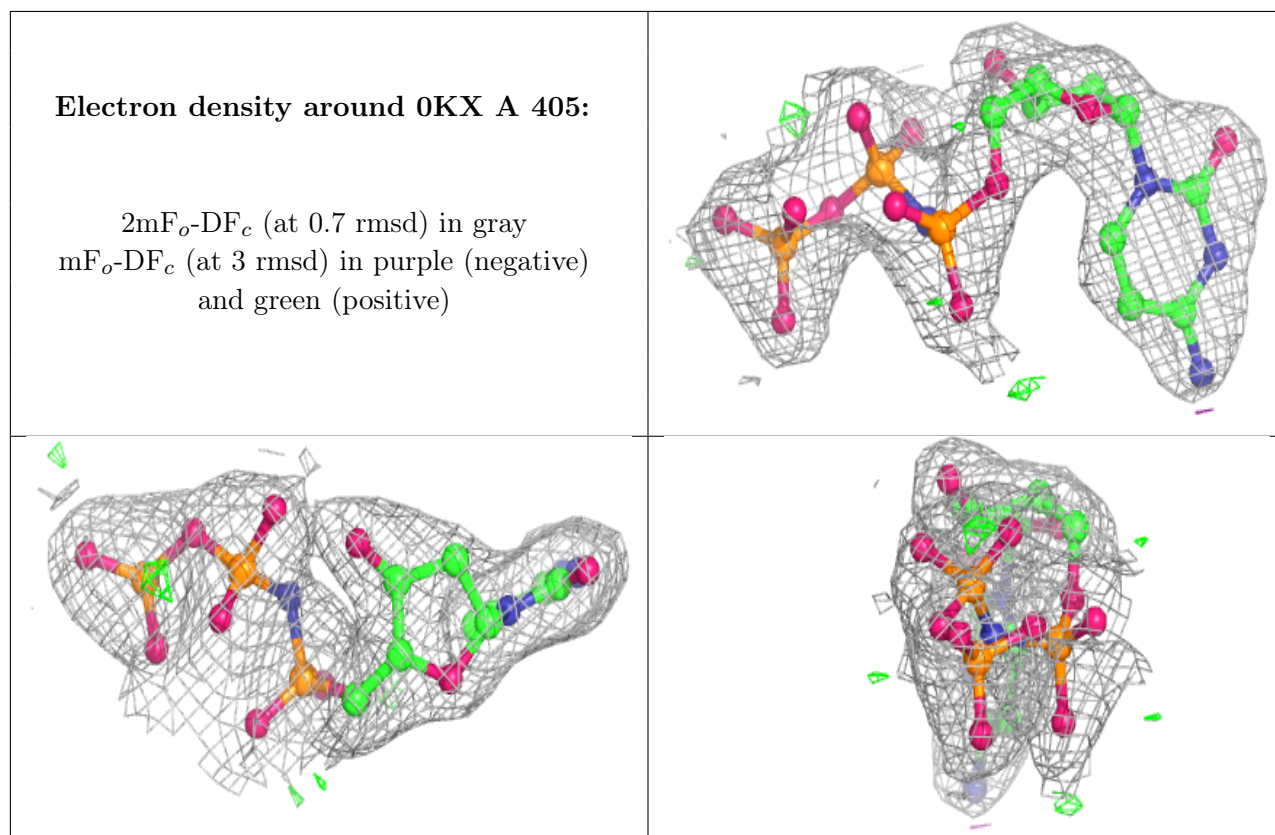 Electron density around 0KX A 405:
2mFo-DFc (at 0.7 rmsd) in gray
mFo-DFc (at 3 rmsd) in purple (negative)
and green (positive)